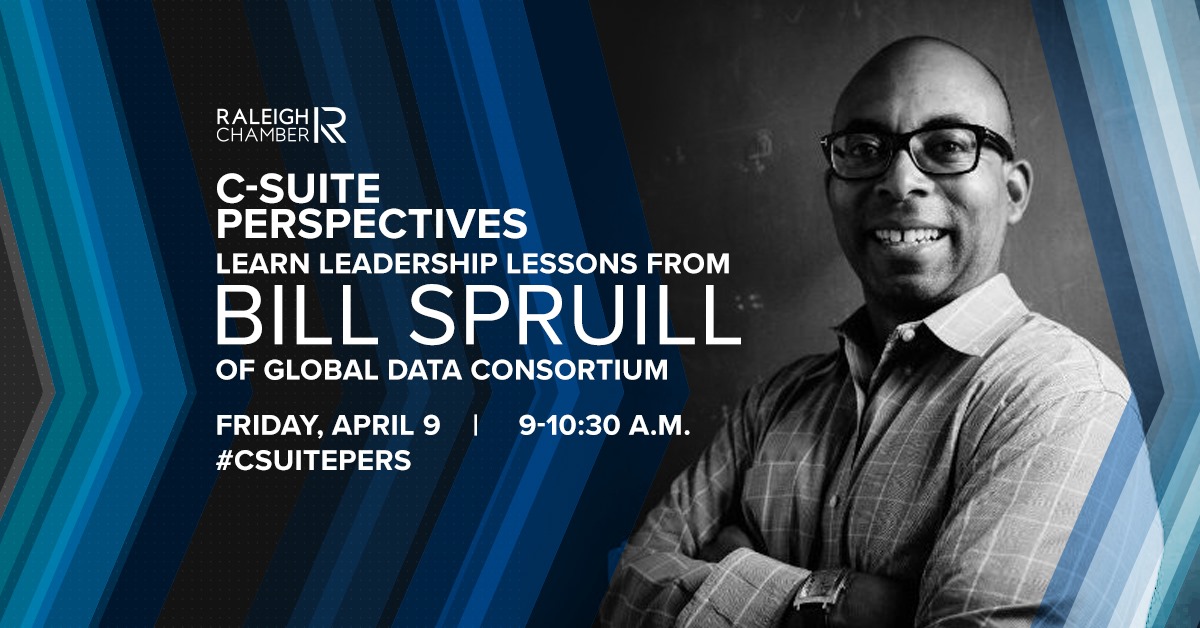 RALEIGH
CHAMBER
C-SUITE
PERSPECTIVES
LEARN LEADERSHIP LESSONS FROM
BILL SPRUILL
OF GLOBAL DATA CONSORTIUM
FRIDAY, APRIL 9 | 9-10:30 A.M.
#CSUITEPERS